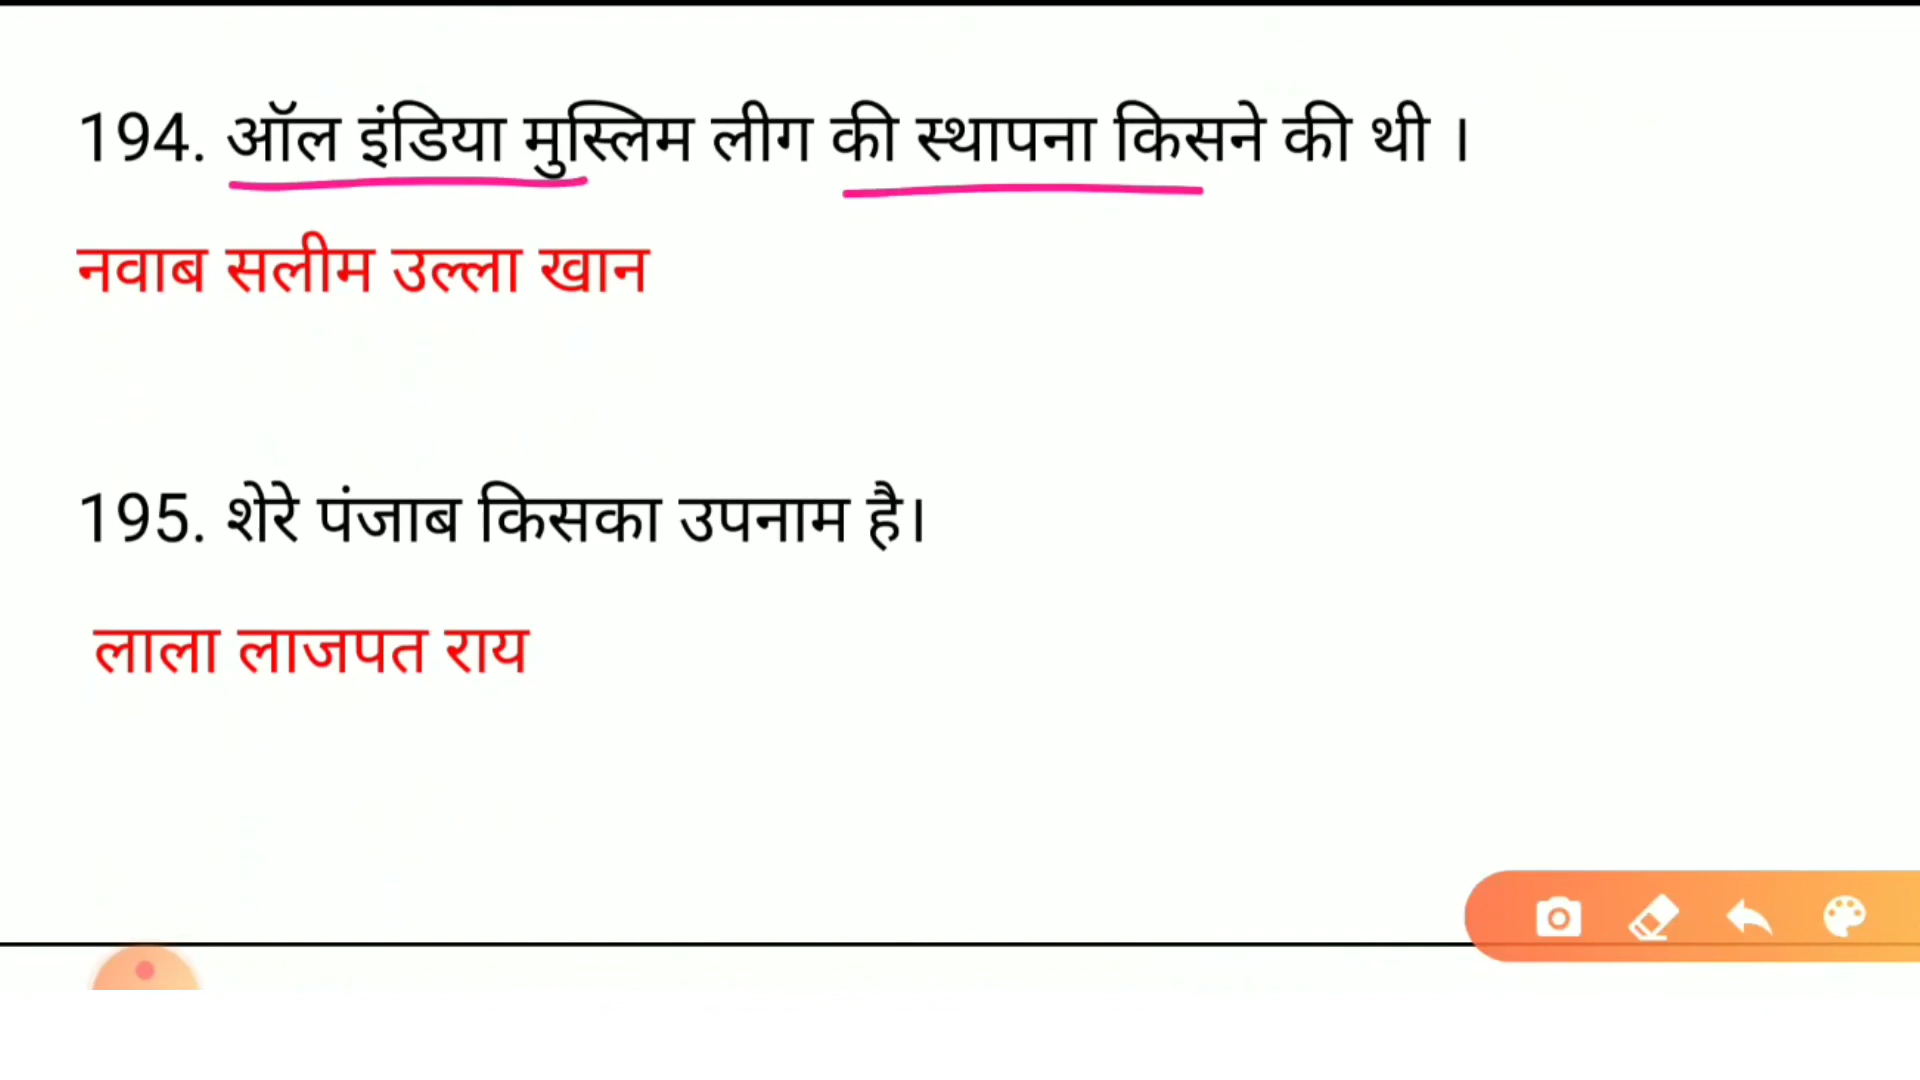 194. ऑल इंडिया मुस्लिम लीग की स्थापना किसने की थी ।
नवाब सलीम उल्ला खान
195. शेरे पंजाब किसका उपनाम है।
लाला लाजपत राय